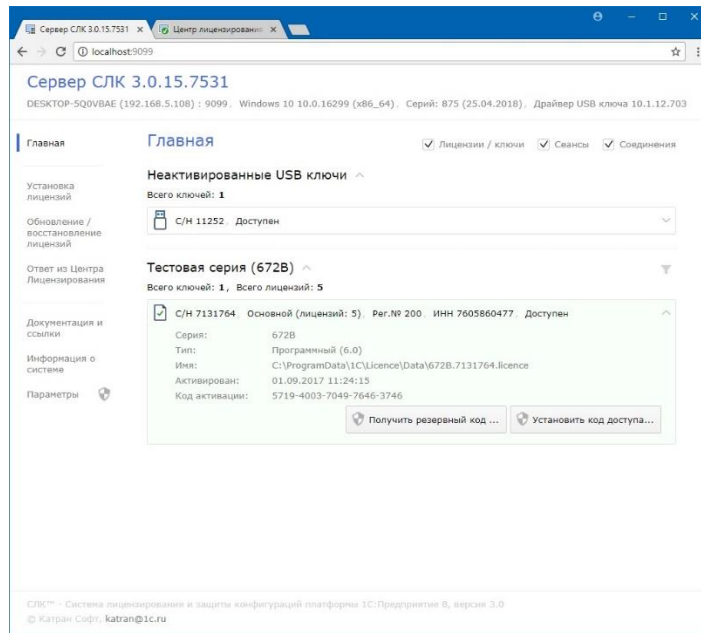 Сервер СЛК 3.0.15.7531
Центр лицензирования
localhost:9099
Сервер СЛК 3.0.15.7531
DESKTOP-5Q0VBAE (192.168.5.108) : 9099, Windows 10 10.0.16299 (x86_64), Серий: 875 (25.04.2018), Драйвер USB ключа 10.1.12.703
Главная
Установка
лицензий
Обновление /
восстановление
лицензий
Ответ из Центра
Лицензирования
Документация и
ссылки
Информация о
системе
Параметры
Главная
Лицензии / ключи Сеансы Соединения
Неактивированные USB ключи
Всего ключей: 1
С/Н 11252, Доступен
Тестовая серия (672B)
Всего ключей: 1, Всего лицензий: 5
С/Н 7131764, Основной (лицензий: 5), Рег.№ 200, ИНН 7605860477, Доступен
Серия: 672B
Тип: Программный (6.0)
Имя: C:\ProgramData\1C\Licence\Data\672B.7131764.licence
Активирован: 01.09.2017 11:24:15
Код активации: 5719-4003-7049-7646-3746
Получить резервный код ... Установить код доступа...
СЛК™ - Система лицензирования и защиты конфигураций платформы 1С:Предприятие 8, версия 3.0
© Катран Софт, katran@1c.ru